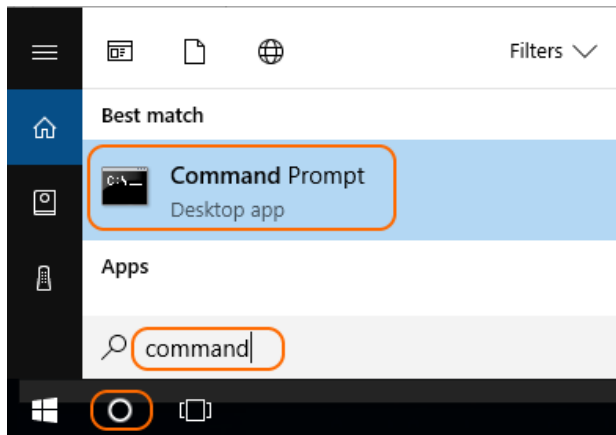 Filters
Best match
C:\_
Command Prompt
Desktop app
Apps
command